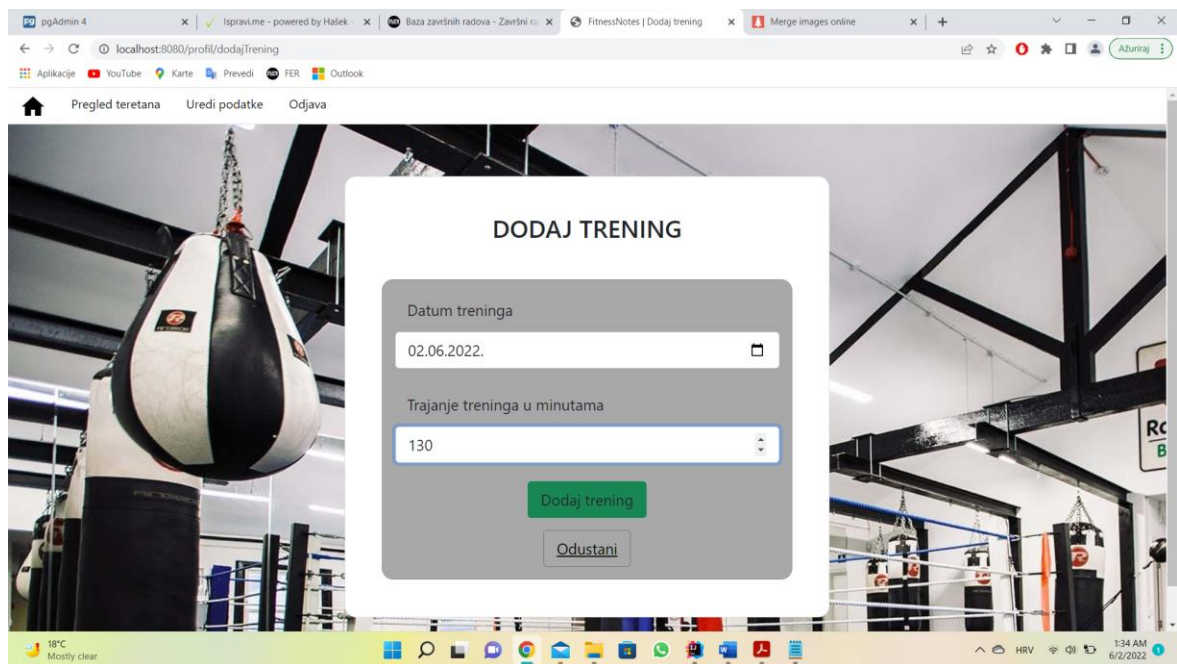 pgAdmin 4
Ispravi.me - powered by Hašek -
Baza završnih radova - Završni ra
FitnessNotes | Dodaj trening
Merge images online
localhost:8080/profil/dodajTrening
Ažuriraj
Aplikacije YouTube Karte Prevedi FER Outlook
Pregled teretana Uredi podatke Odjava
DODAJ TRENING
Datum treninga
02.06.2022.
Trajanje treninga u minutama
130
Dodaj trening
Odustani
18°C
Mostly clear
HRV
1:34 AM
6/2/2022
1